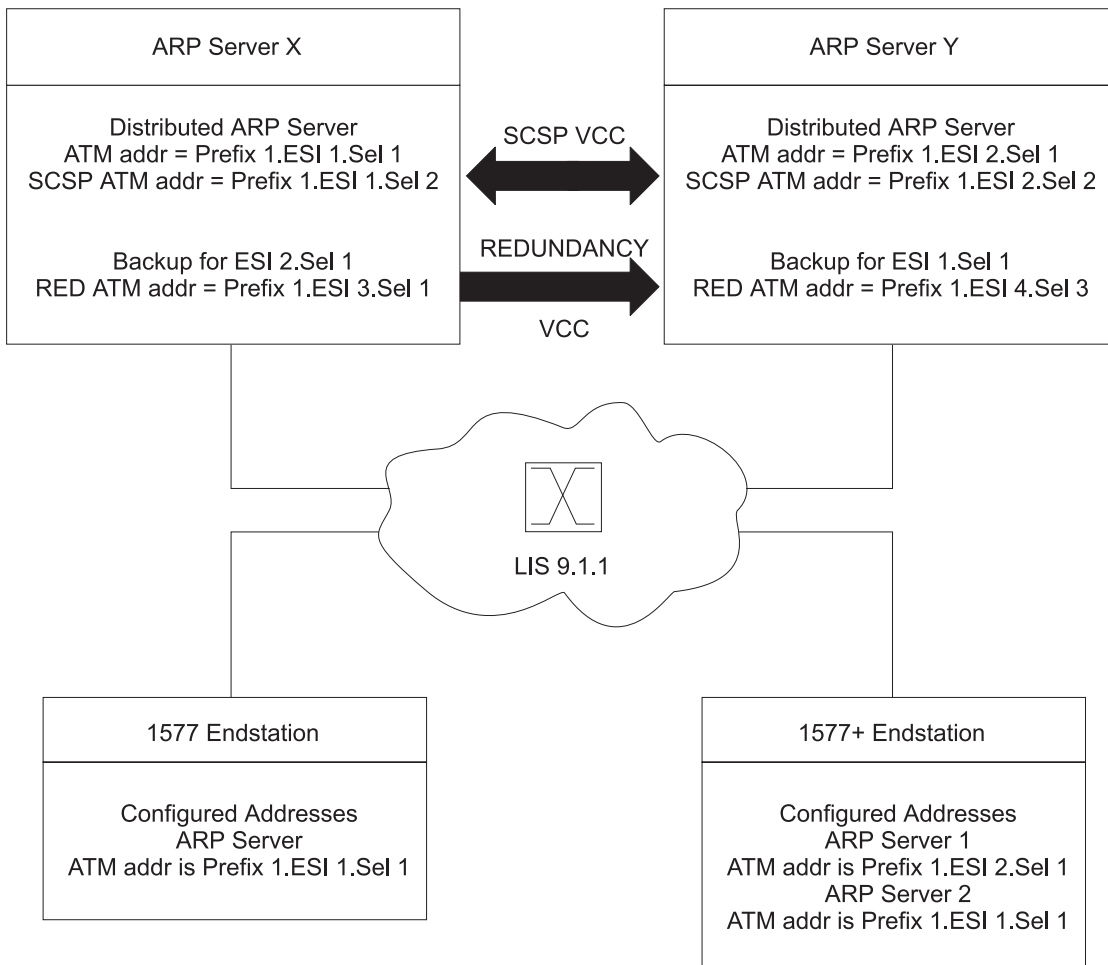 ARP Server X
Distributed ARP Server
ATM addr = Prefix 1.ESI 1.Sel 1
SCSP ATM addr = Prefix 1.ESI 1.Sel 2
Backup for ESI 2.Sel 1
RED ATM addr = Prefix 1.ESI 3.Sel 1
SCSP VCC
REDUNDANCY
VCC
ARP Server Y
Distributed ARP Server
ATM addr = Prefix 1.ESI 2.Sel 1
SCSP ATM addr = Prefix 1.ESI 2.Sel 2
Backup for ESI 1.Sel 1
RED ATM addr = Prefix 1.ESI 4.Sel 3
LIS 9.1.1
1577 Endstation
Configured Addresses
ARP Server
ATM addr is Prefix 1.ESI 1.Sel 1
1577+ Endstation
Configured Addresses
ARP Server 1
ATM addr is Prefix 1.ESI 2.Sel 1
ARP Server 2
ATM addr is Prefix 1.ESI 1.Sel 1